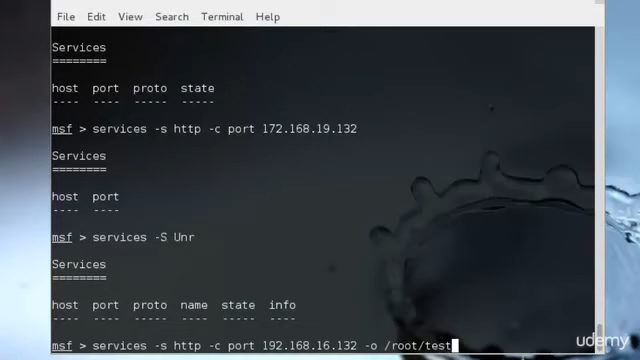 File Edit View Search Terminal Help
Services
========
host port proto state
---- ---- ----- -----
msf > services -s http -c port 172.168.19.132
Services
========
host port
---- ----
msf > services -S Unr
Services
========
host port proto name state info
---- ---- ----- ---- ----- ----
msf > services -s http -c port 192.168.16.132 -o /root/test
udemy